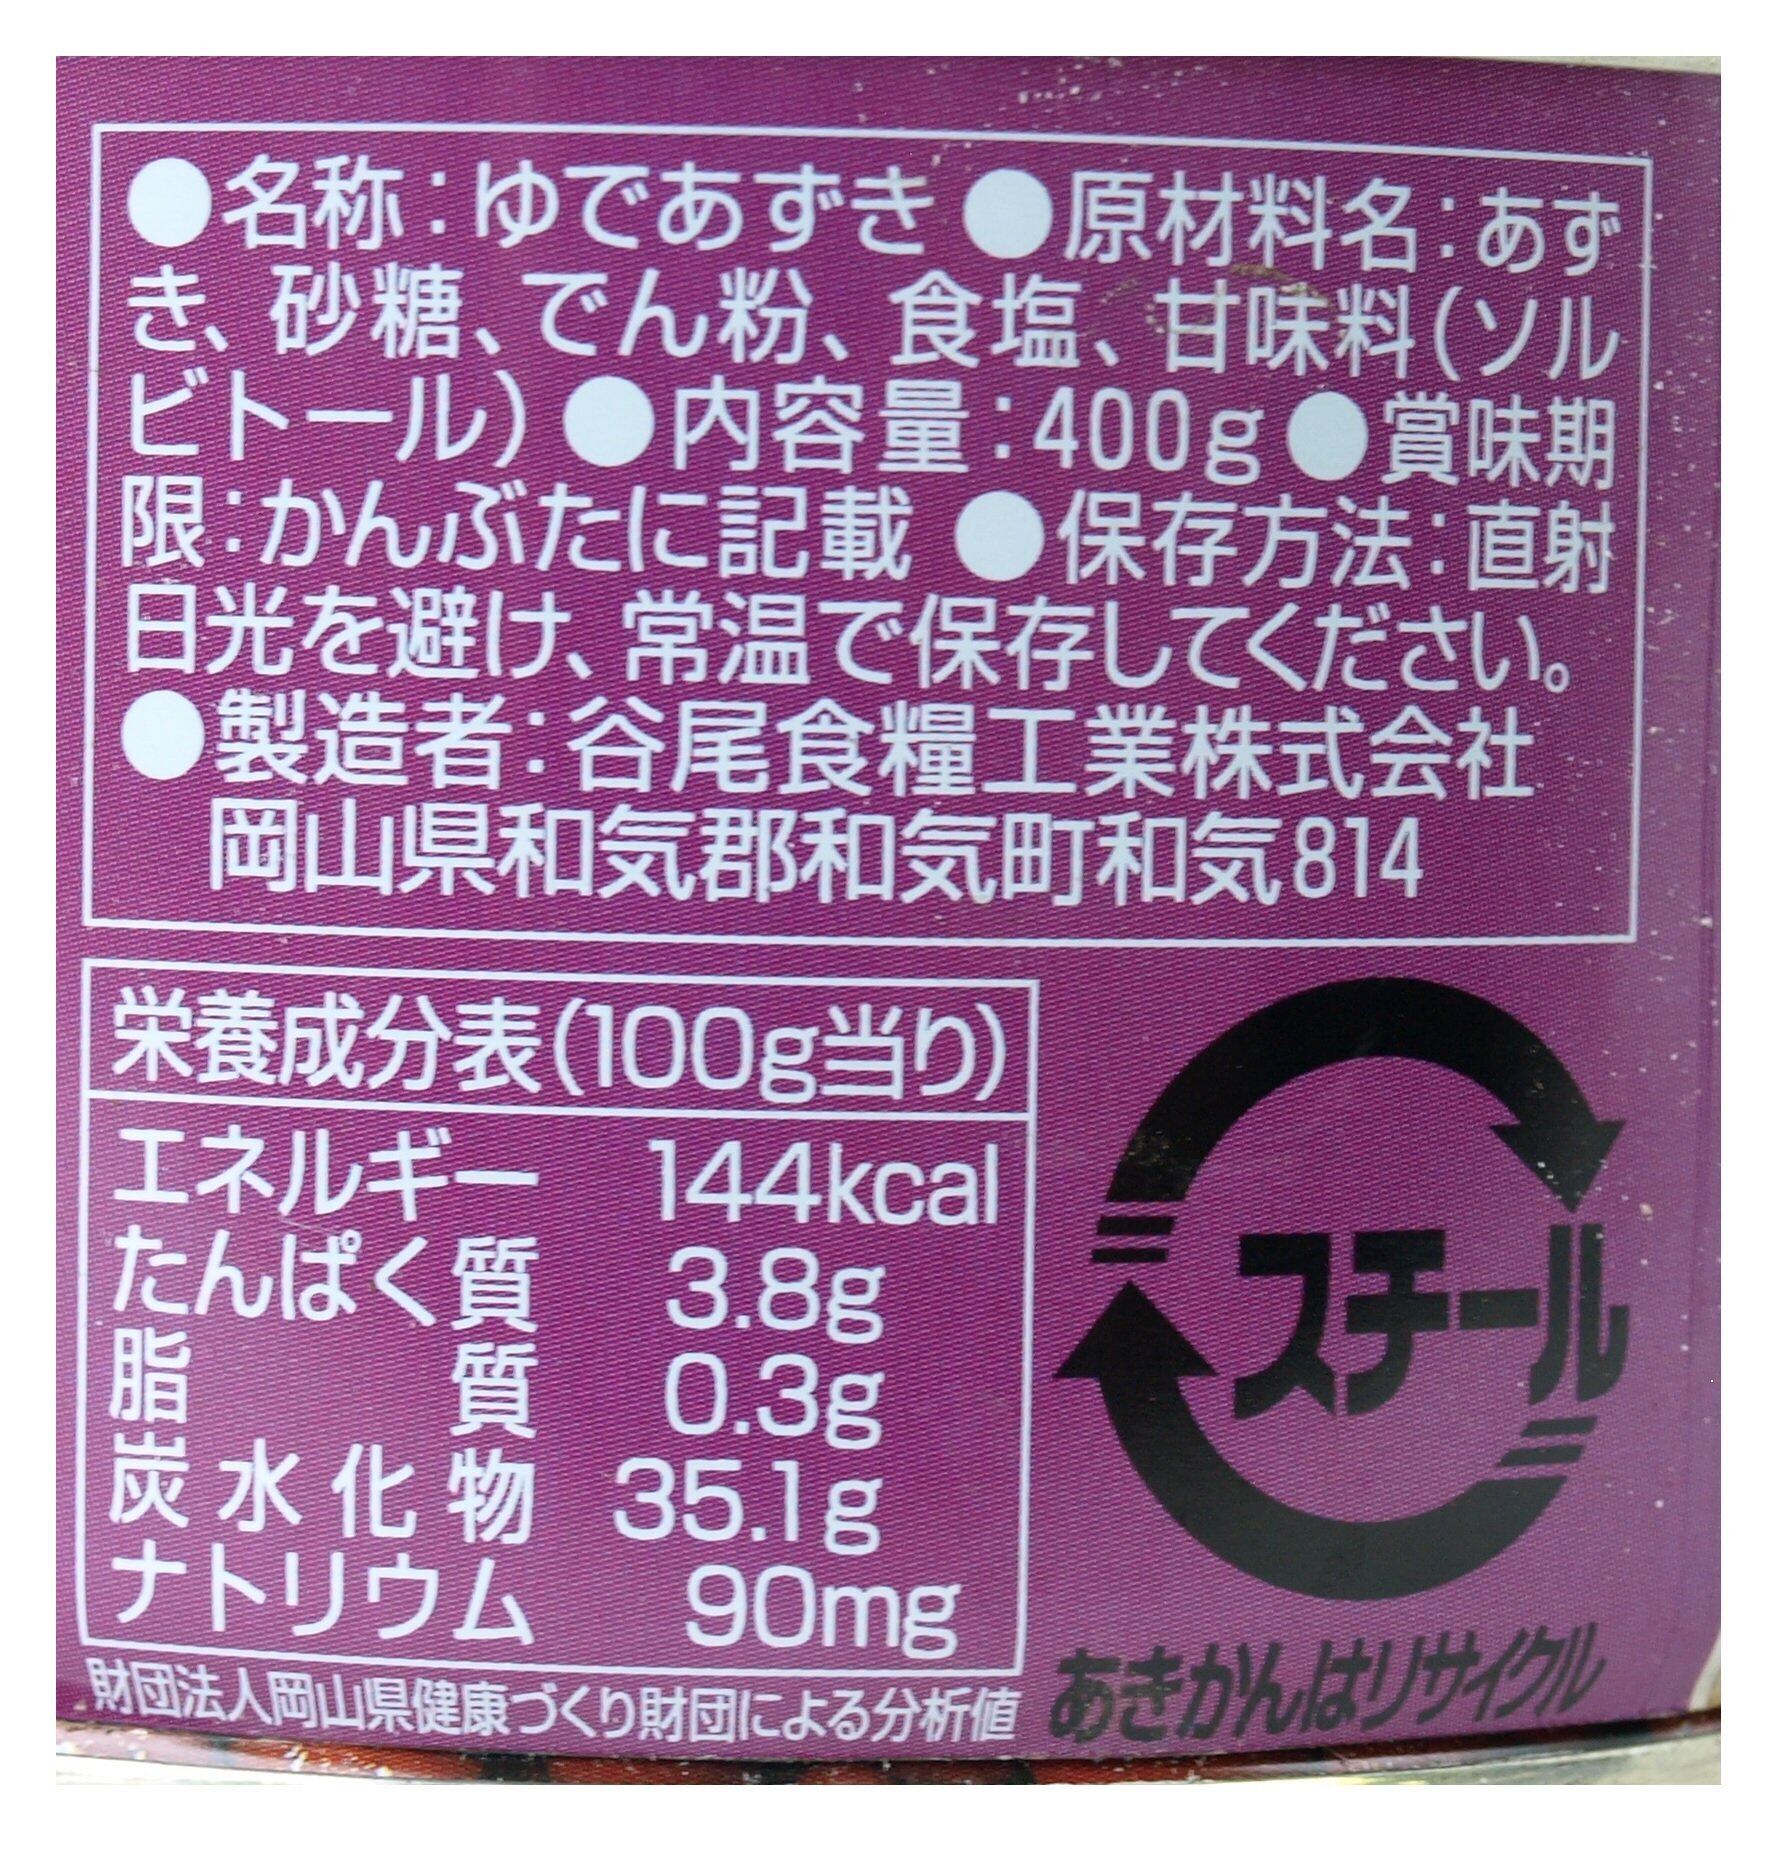 ●名称：ゆであずき ●原材料名：あず
き、砂糖、でん粉、食塩、甘味料（ソル
ビトール）●内容量：400g ●賞味期
限：かんぶたに記載 ●保存方法：直射
日光を避け、常温で保存してください。
●製造者：谷尾食糧工業株式会社
岡山県和気郡和気町和気814
栄養成分表（100g当り）
エネルギー 144kcal
たんぱく質 3.8g
脂質 0.3g
炭水化物 35.1g
ナトリウム 90mg
財団法人岡山県健康づくり財団による分析値
スチール
あきかんはリサイクル